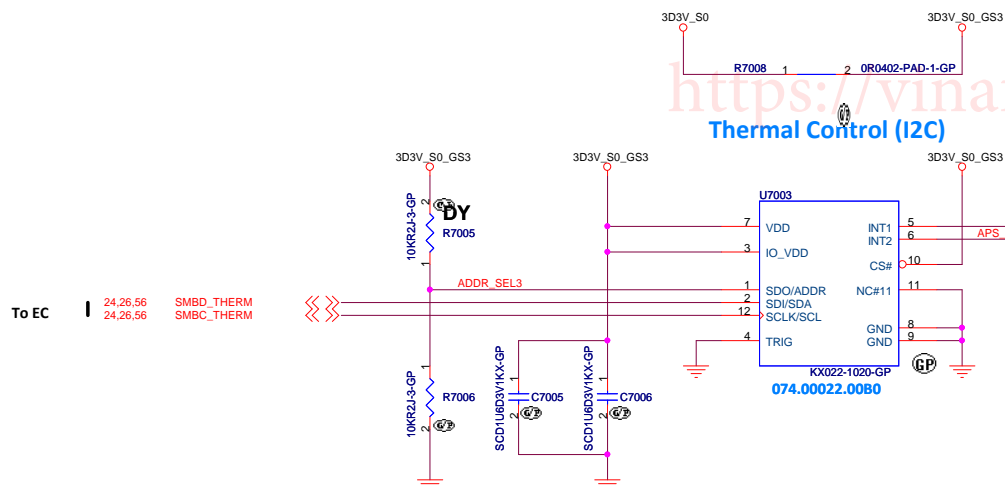 3D3V_S0 3D3V_S0_GS3
R7008 1 2 0R0402-PAD-1-GP
https://vina
Thermal Control (I2C)
3D3V_S0_GS3 3D3V_S0_GS3 3D3V_S0_GS3
U7003
10KR2J-3-GP 2 DY R7005 1
7 VDD INT1 5
INT2 6 APS_
3 IO_VDD
CS# 10
ADDR_SEL3 1 SDO/ADDR NC#11 11
To EC 24,26,56 SMBD_THERM 2 SDI/SDA
24,26,56 SMBC_THERM 12 SCLK/SCL
GND 8
4 TRIG GND 9
GP
KX022-1020-GP
074.00022.00B0
10KR2J-3-GP 1 R7006 2
SCD1U6D3V1KX-GP 1 C7005 2
SCD1U6D3V1KX-GP 1 C7006 2